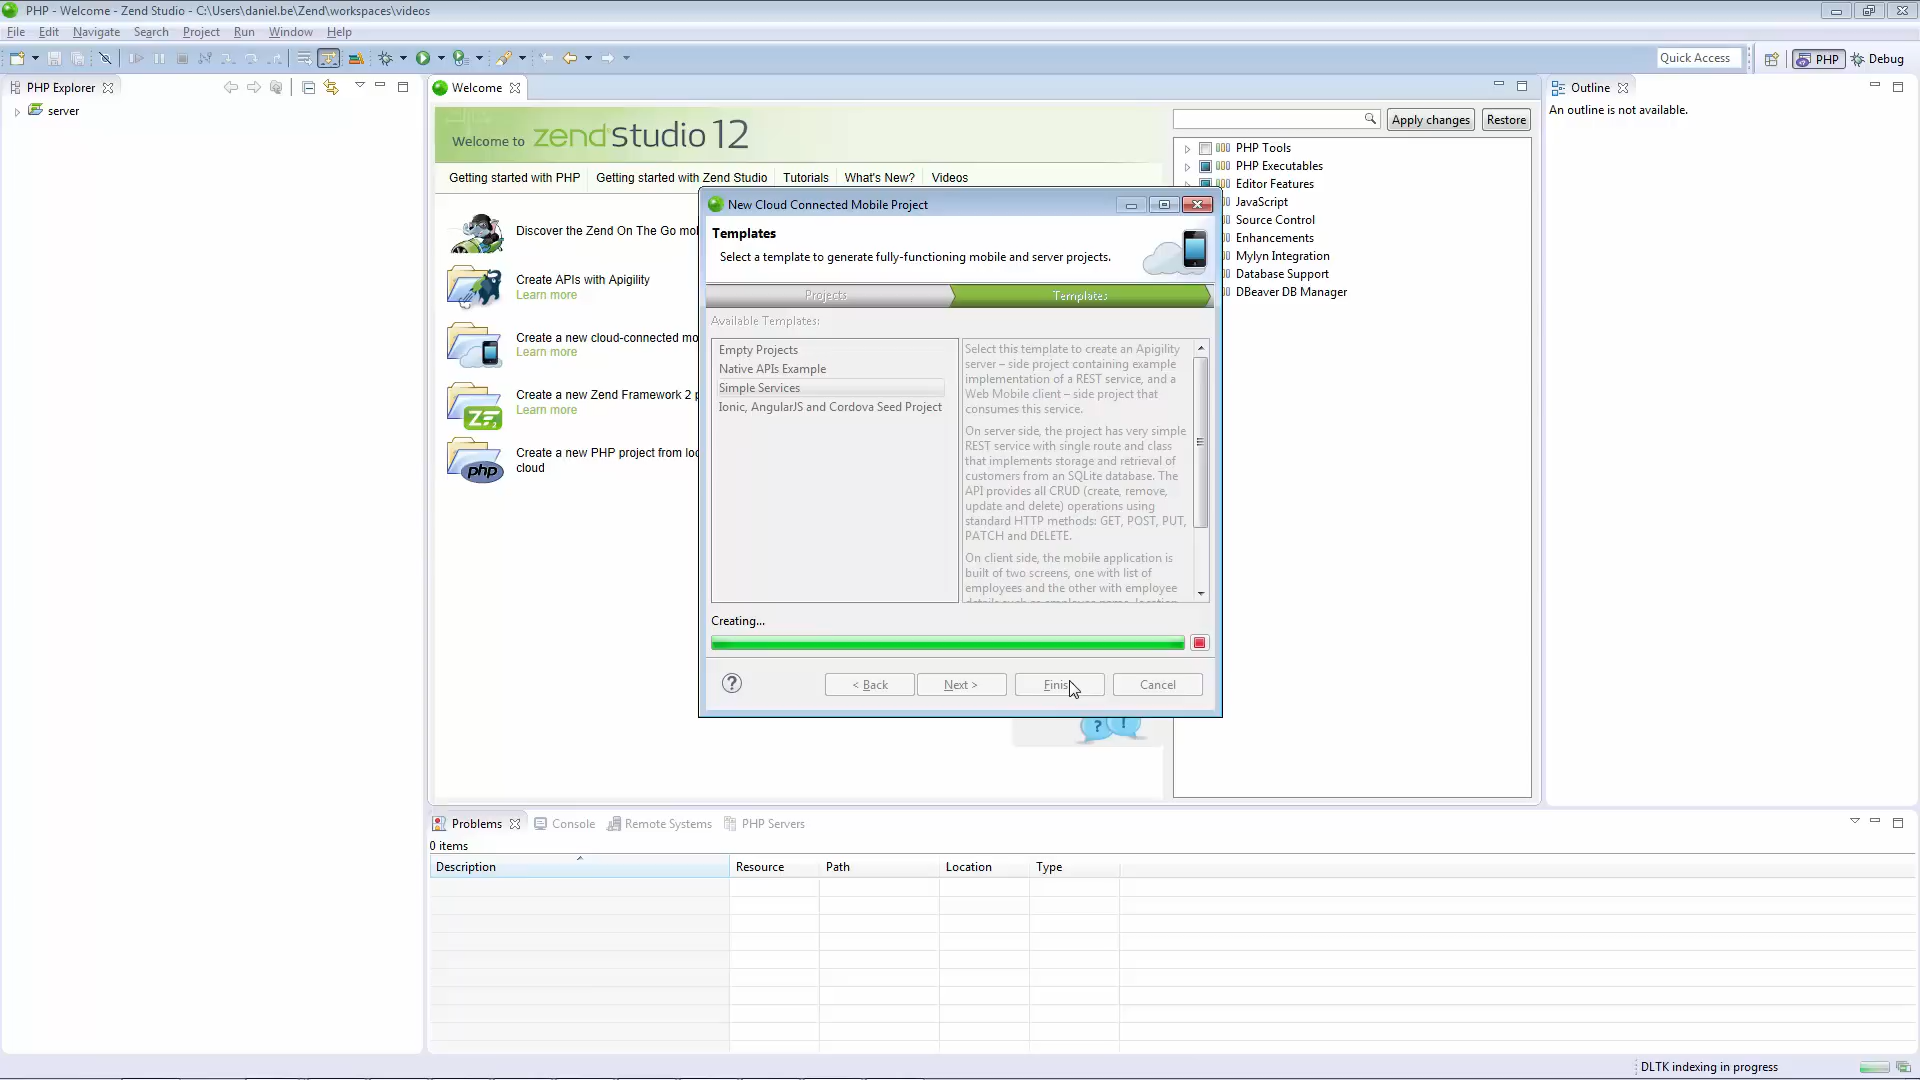 PHP - Welcome - Zend Studio - C:\Users\daniel.be\Zend\workspaces\videos
File Edit Navigate Search Project Run Window Help
Quick Access
PHP
Debug
PHP Explorer
server
Welcome
Welcome to zend studio 12
Getting started with PHP
Getting started with Zend Studio
Tutorials
What's New?
Videos
Discover the Zend On The Go mo
Create APIs with Apigility
Learn more
Create a new cloud-connected mo
Learn more
Create a new Zend Framework 2 p
Learn more
Create a new PHP project from loc
cloud
ZF2
php
Apply changes
Restore
PHP Tools
PHP Executables
Editor Features
JavaScript
Source Control
Enhancements
Mylyn Integration
Database Support
DBeaver DB Manager
Outline
An outline is not available.
New Cloud Connected Mobile Project
Templates
Select a template to generate fully-functioning mobile and server projects.
Projects
Templates
Available Templates:
Empty Projects
Native APIs Example
Simple Services
Ionic, AngularJS and Cordova Seed Project
Select this template to create an Apigility
server – side project containing example
implementation of a REST service, and a
Web Mobile client – side project that
consumes this service.
On server side, the project has very simple
REST service with single route and class
that implements storage and retrieval of
customers from an SQLite database. The
API provides all CRUD (create, remove,
update and delete) operations using
standard HTTP methods: GET, POST, PUT,
PATCH and DELETE.
On client side, the mobile application is
built of two screens, one with list of
employees and the other with employee
Creating...
?
< Back
Next >
Finis
Cancel
? !
Problems
Console
Remote Systems
PHP Servers
0 items
Description
Resource
Path
Location
Type
DLTK indexing in progress